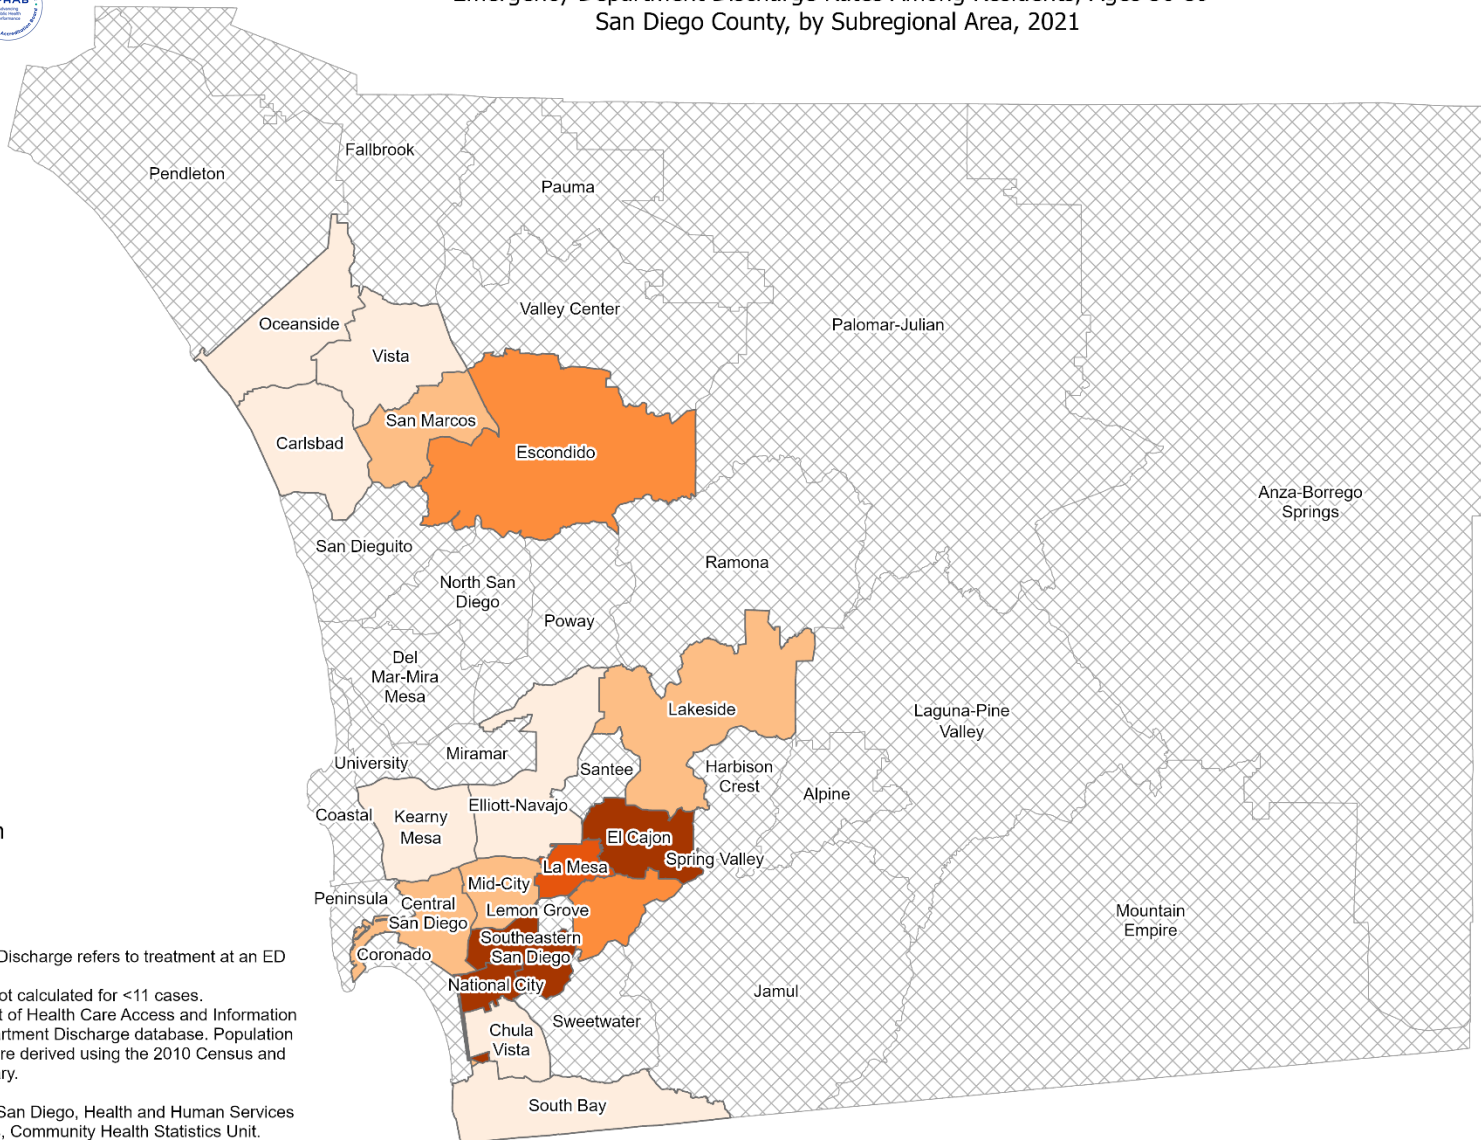 San Diego County, by Subregional Area, 2021
Pendleton
Fallbrook
Pauma
Oceanside
Vista
Valley Center
Palomar-Julian
San Marcos
Carlsbad
Escondido
Anza-Borrego
Springs
San Dieguito
North San
Diego
Ramona
Poway
Del
Mar-Mira
Mesa
Lakeside
Laguna-Pine
Valley
Miramar
University
Santee
Harbison
Crest
Alpine
Elliott-Navajo
Coastal
Kearny
Mesa
El Cajon
Spring Valley
La Mesa
Mid-City
Peninsula
Central
San Diego
Lemon Grove
Mountain
Empire
Southeastern
San Diego
Coronado
National City
Jamul
Sweetwater
Chula
Vista
South Bay
Discharge refers to treatment at an ED
calculated for <11 cases.
of Health Care Access and Information
Discharge database. Population
derived using the 2010 Census and
San Diego, Health and Human Services
, Community Health Statistics Unit.